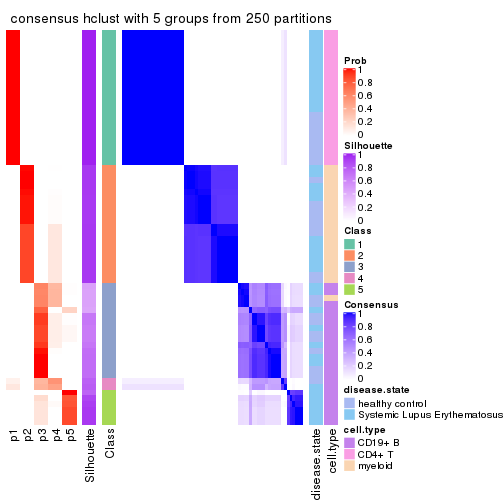 consensus hclust with 5 groups from 250 partitions
Prob
1
0.8
0.6
0.4
0.2
0
Silhouette
1
0.8
0.6
0.4
0.2
0
Class
1
2
3
4
5
Consensus
1
0.8
0.6
0.4
0.2
0
disease.state
healthy control
Systemic Lupus Erythematosus
cell.type
CD19+ B
CD4+ T
myeloid
p1
p2
p3
p4
p5
Silhouette
Class
disease.state
cell.type